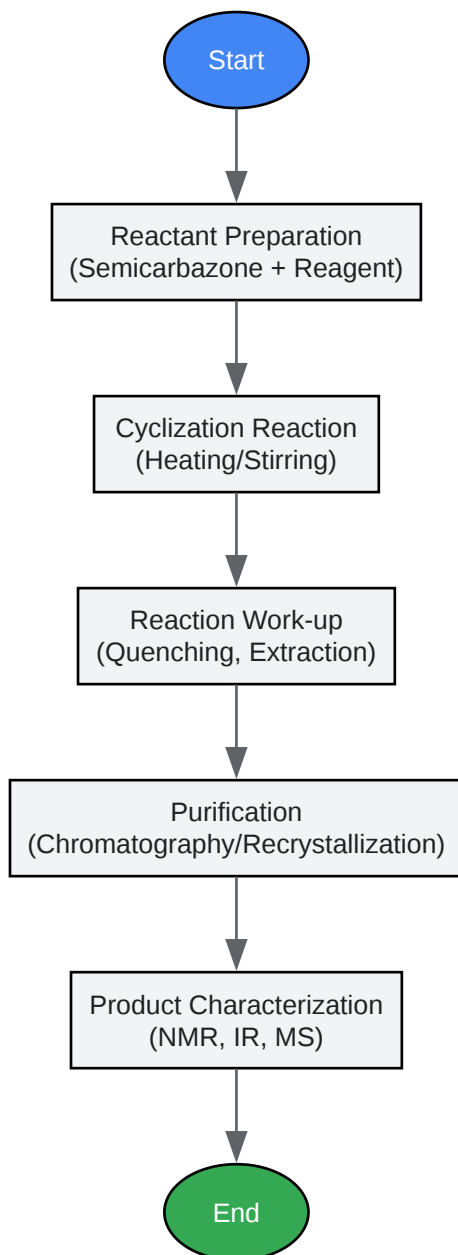 Start
Reactant Preparation
(Semicarbazone + Reagent)
Cyclization Reaction
(Heating/Stirring)
Reaction Work-up
(Quenching, Extraction)
Purification
(Chromatography/Recrystallization)
Product Characterization
(NMR, IR, MS)
End